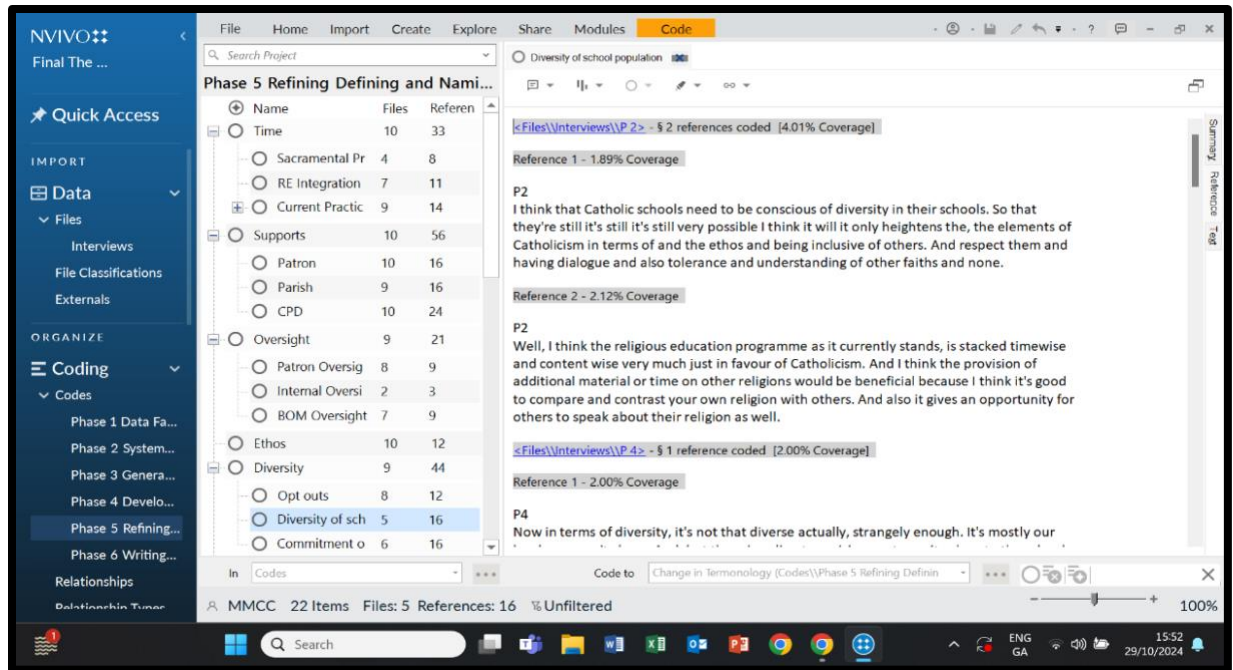 NVIVO
Final The ...
Quick Access
IMPORT
Data
Files
Interviews
File Classifications
Externals
ORGANIZE
Coding
Codes
Phase 1 Data Fa...
Phase 2 System...
Phase 3 Genera...
Phase 4 Develo...
Phase 5 Refining...
Phase 6 Writing...
Relationships
Relationship Types
File Home Import Create Explore Share Modules Code
Search Project
Phase 5 Refining Defining and Nami...
Name Files Referen
Time 10 33
Sacramental Pr 4 8
RE Integration 7 11
Current Practic 9 14
Supports 10 56
Patron 10 16
Parish 9 16
CPD 10 24
Oversight 9 21
Patron Oversig 8 9
Internal Oversi 2 3
BOM Oversight 7 9
Ethos 10 12
Diversity 9 44
Opt outs 8 12
Diversity of sch 5 16
Commitment o 6 16
In Codes
Diversity of school population
<Files\\Interviews\\P 2> - § 2 references coded [4.01% Coverage]
Reference 1 - 1.89% Coverage
P2
I think that Catholic schools need to be conscious of diversity in their schools. So that
they're still it's still it's still very possible I think it will it only heightens the, the elements of
Catholicism in terms of and the ethos and being inclusive of others. And respect them and
having dialogue and also tolerance and understanding of other faiths and none.
Reference 2 - 2.12% Coverage
P2
Well, I think the religious education programme as it currently stands, is stacked timewise
and content wise very much just in favour of Catholicism. And I think the provision of
additional material or time on other religions would be beneficial because I think it's good
to compare and contrast your own religion with others. And also it gives an opportunity for
others to speak about their religion as well.
<Files\\Interviews\\P 4> - § 1 reference coded [2.00% Coverage]
Reference 1 - 2.00% Coverage
P4
Now in terms of diversity, it's not that diverse actually, strangely enough. It's mostly our
Summary
Reference
Text
Code to Change in Termonology (Codes\\Phase 5 Refining Definin
MMCC 22 Items Files: 5 References: 16 Unfiltered
100%
1
Search
ENG
GA
15:52
29/10/2024